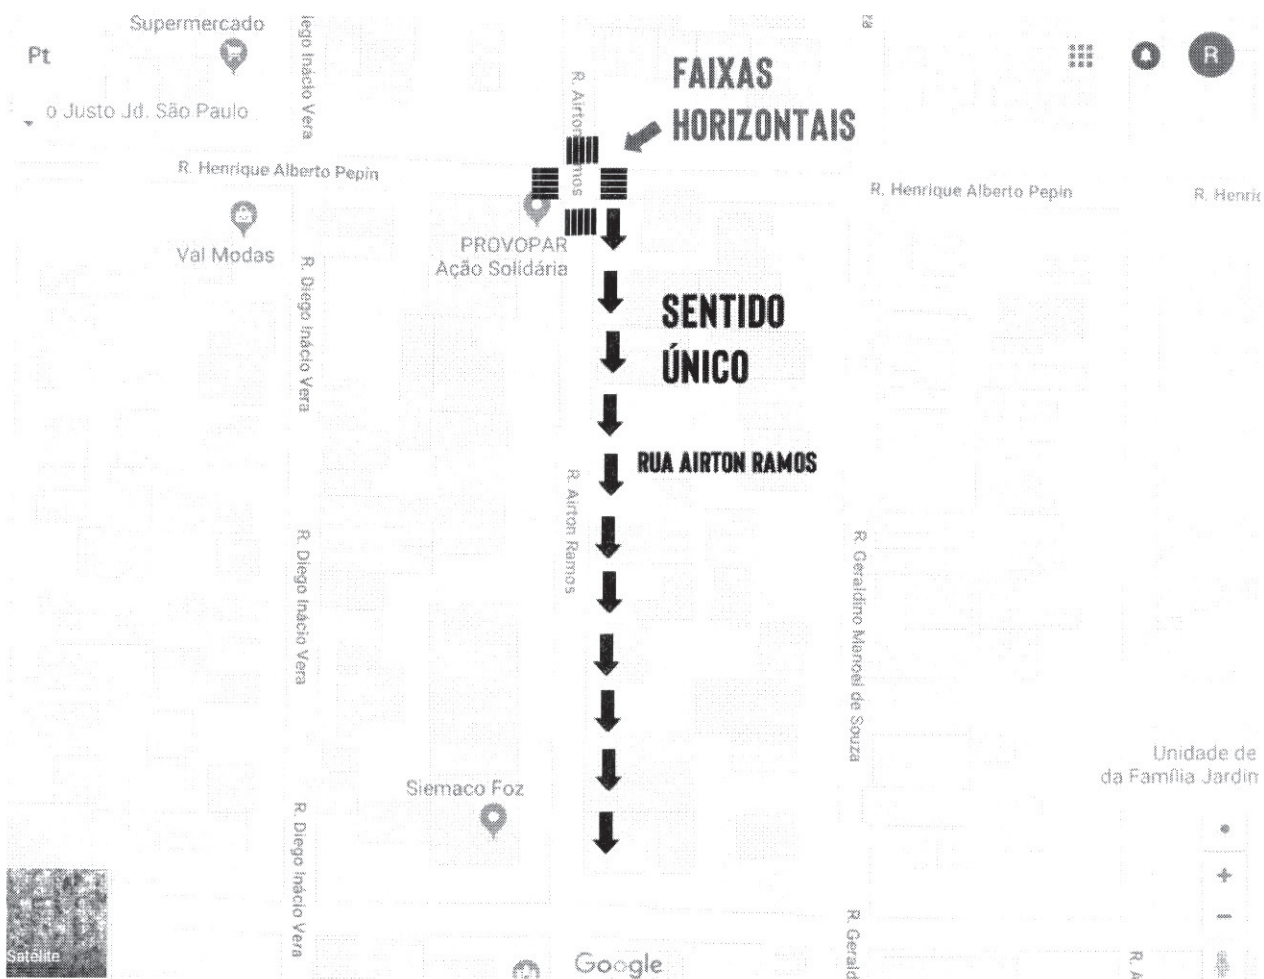 Supermercado
Pt
R
o Justo Jd. São Paulo
iego Inácio Vera
R. Airton Ramos
FAIXAS
HORIZONTAIS
R. Henrique Alberto Pepin
R. Henrique Alberto Pepin
R. Henri
Val Modas
PROVOPAR
Ação Solidária
R. Diego Inácio Vera
SENTIDO
ÚNICO
RUA AIRTON RAMOS
R. Airton Ramos
R. Diego Inácio Vera
R. Geraldino Manoel de Souza
Unidade de
da Família Jardin
Siemaco Foz
R. Diego Inácio Vera
+
−
Satélite
Google
R. Gerald
R. A